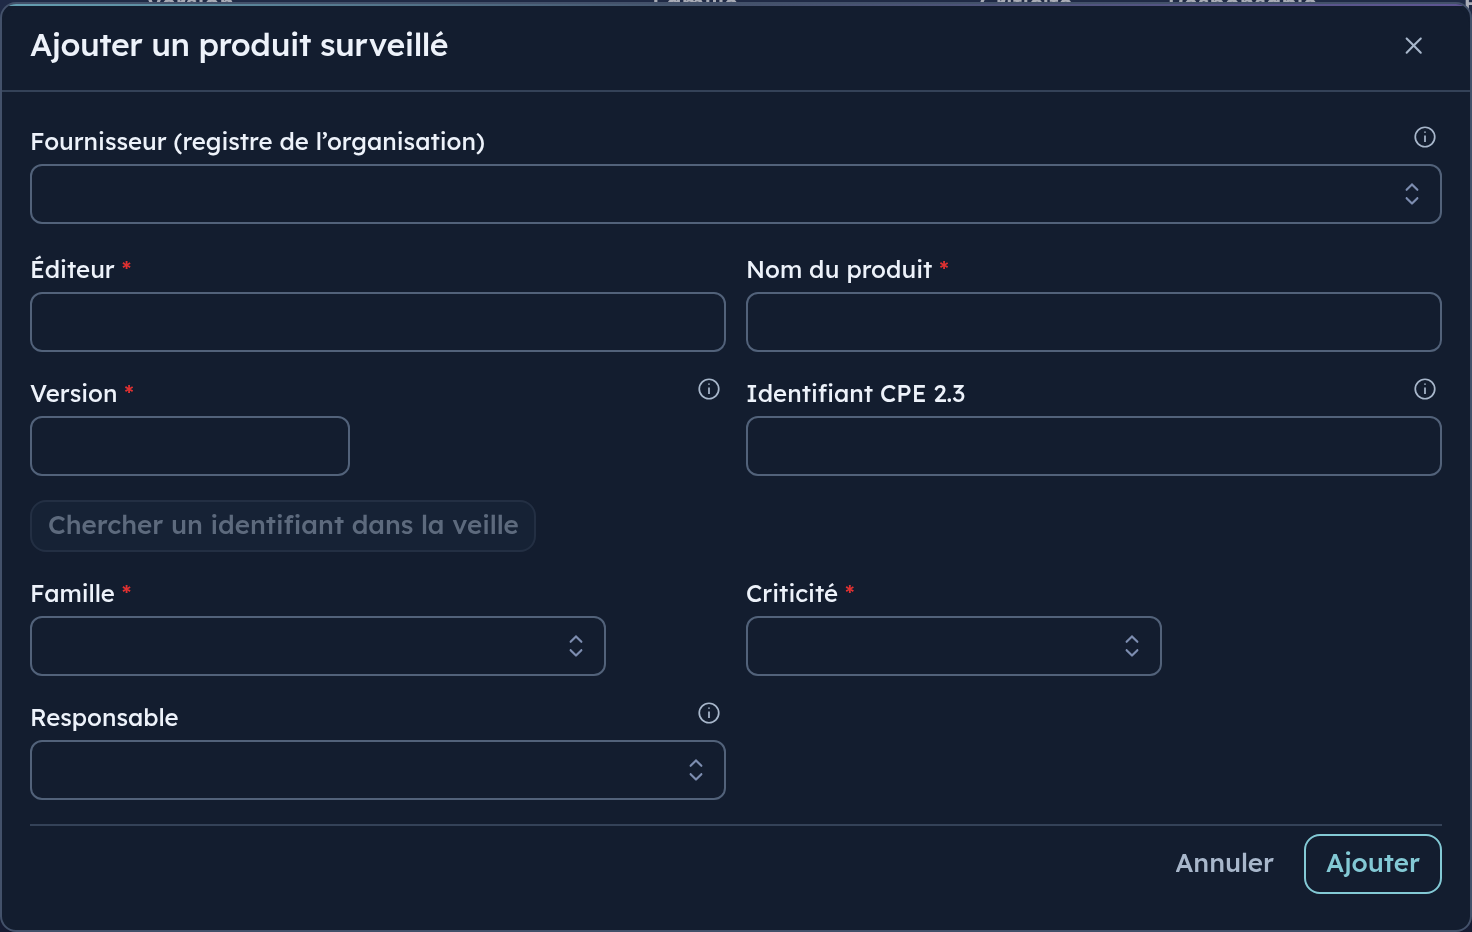 Ajouter un produit surveillé
Fournisseur (registre de l’organisation)
Éditeur *
Nom du produit *
Version *
Identifiant CPE 2.3
Chercher un identifiant dans la veille
Famille *
Criticité *
Responsable
Annuler
Ajouter